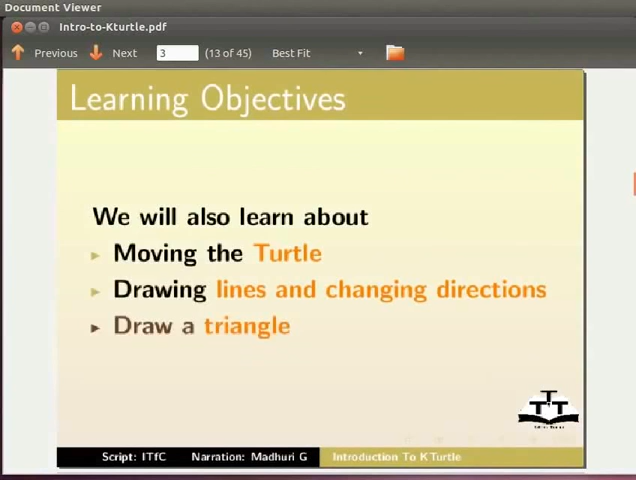 Document Viewer
Intro-to-Kturtle.pdf
Previous Next 3 (13 of 45) Best Fit
Learning Objectives
We will also learn about
Moving the Turtle
Drawing lines and changing directions
Draw a triangle
Script: ITfC Narration: Madhuri G Introduction To KTurtle